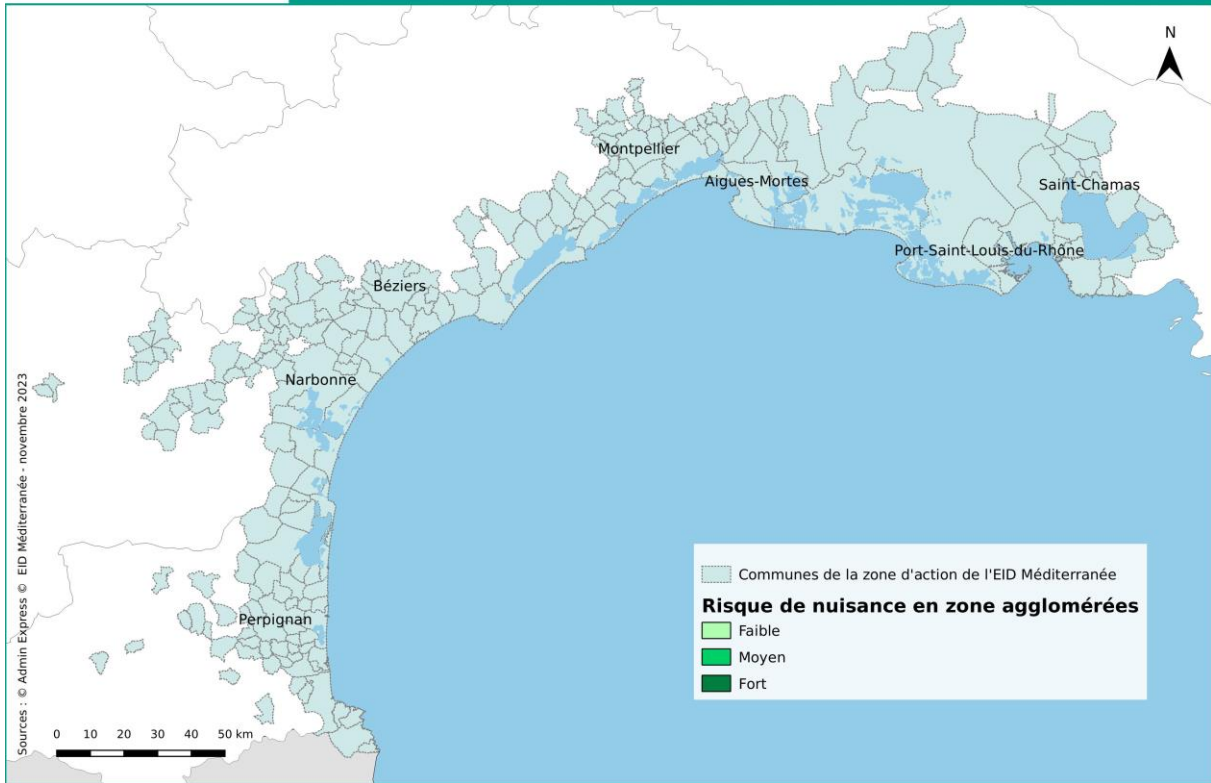 N
Montpellier
Aigues-Mortes
Saint-Chamas
Port-Saint-Louis-du-Rhône
Béziers
Narbonne
Perpignan
Communes de la zone d'action de l'EID Méditerranée
Risque de nuisance en zone agglomérées
Faible
Moyen
Fort
Sources : © Admin Express © EID Méditerranée - novembre 2023
0 10 20 30 40 50 km